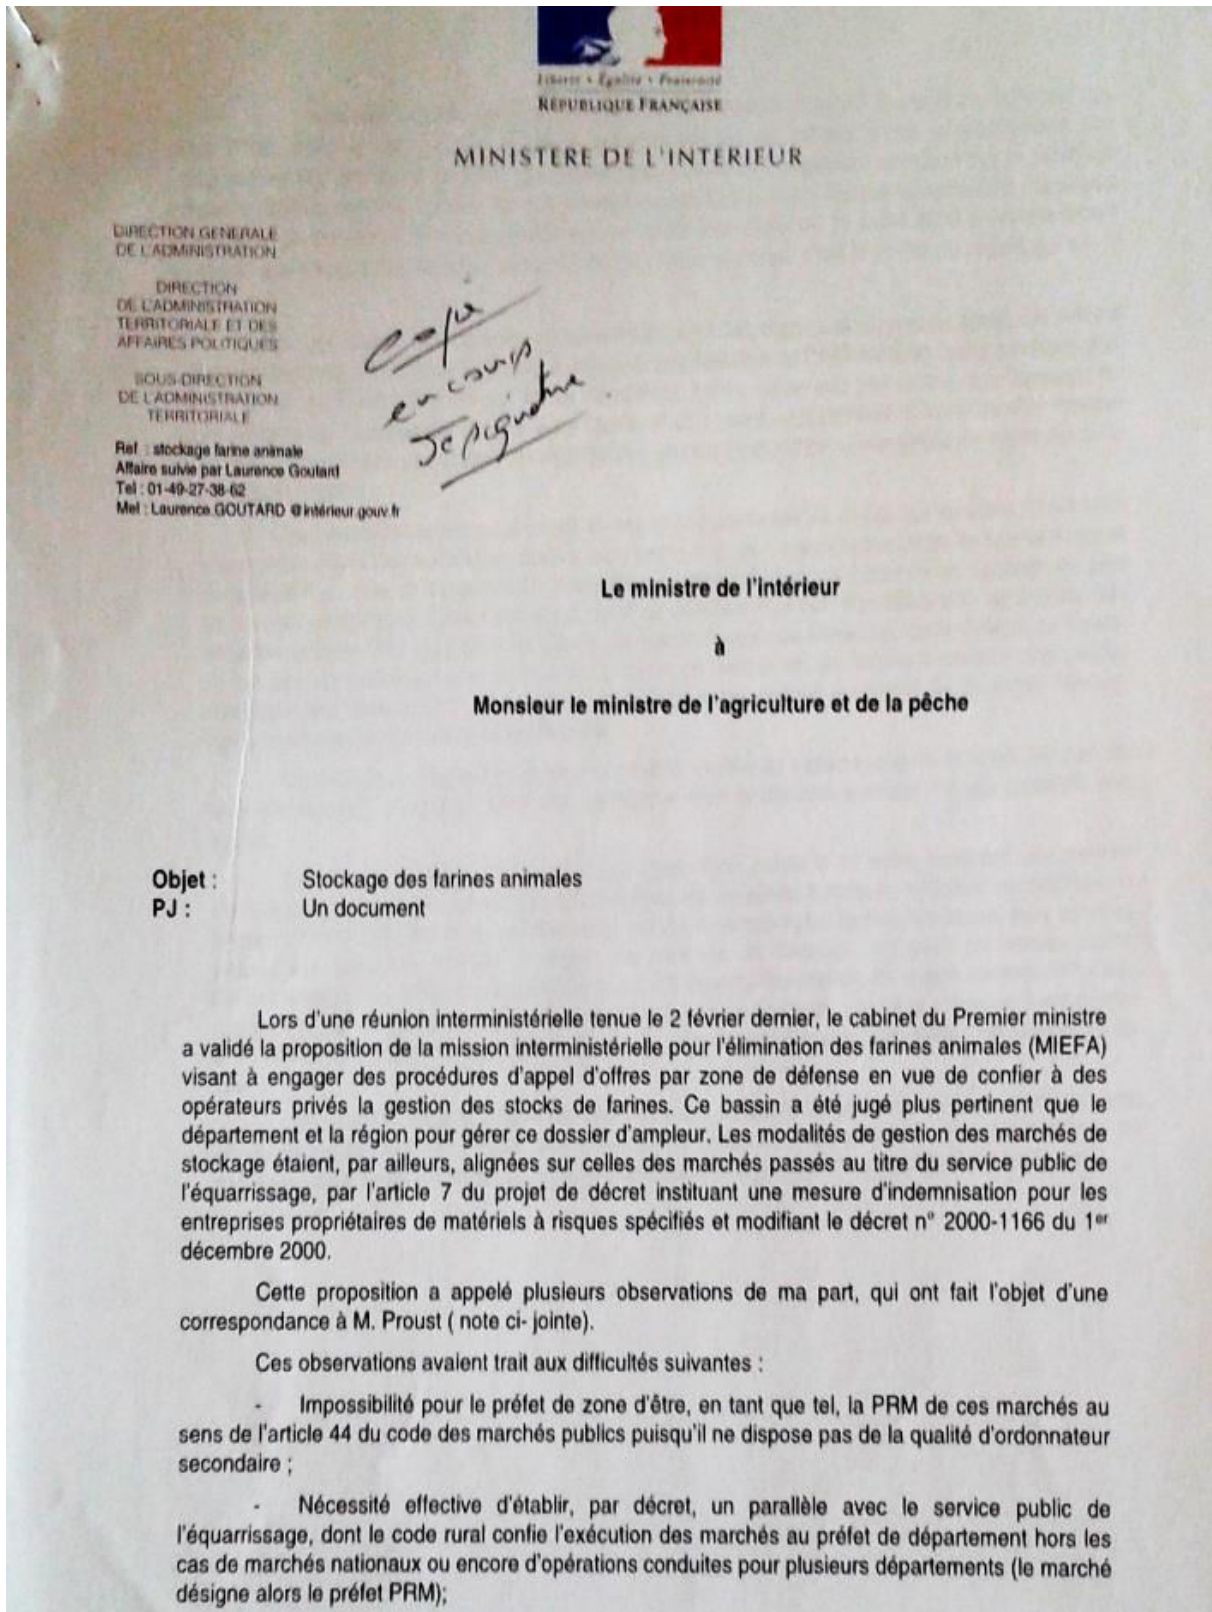 Liberté • Égalité • Fraternité
RÉPUBLIQUE FRANÇAISE
MINISTERE DE L'INTERIEUR
DIRECTION GENERALE
DE L'ADMINISTRATION
DIRECTION
DE L'ADMINISTRATION
TERRITORIALE ET DES
AFFAIRES POLITIQUES
SOUS-DIRECTION
DE L'ADMINISTRATION
TERRITORIALE
copie
en cours
de signature
Ref : stockage farine animale
Affaire suivie par Laurence Goutard
Tel : 01-49-27-38-62
Mel : Laurence.GOUTARD @intérieur.gouv.fr
Le ministre de l'intérieur
à
Monsieur le ministre de l'agriculture et de la pêche
Objet : Stockage des farines animales
PJ : Un document
Lors d'une réunion interministérielle tenue le 2 février dernier, le cabinet du Premier ministre
a validé la proposition de la mission interministérielle pour l'élimination des farines animales (MIEFA)
visant à engager des procédures d'appel d'offres par zone de défense en vue de confier à des
opérateurs privés la gestion des stocks de farines. Ce bassin a été jugé plus pertinent que le
département et la région pour gérer ce dossier d'ampleur. Les modalités de gestion des marchés de
stockage étaient, par ailleurs, alignées sur celles des marchés passés au titre du service public de
l'équarrissage, par l'article 7 du projet de décret instituant une mesure d'indemnisation pour les
entreprises propriétaires de matériels à risques spécifiés et modifiant le décret n° 2000-1166 du 1er
décembre 2000.
Cette proposition a appelé plusieurs observations de ma part, qui ont fait l'objet d'une
correspondance à M. Proust ( note ci- jointe).
Ces observations avaient trait aux difficultés suivantes :
- Impossibilité pour le préfet de zone d'être, en tant que tel, la PRM de ces marchés au
sens de l'article 44 du code des marchés publics puisqu'il ne dispose pas de la qualité d'ordonnateur
secondaire ;
- Nécessité effective d'établir, par décret, un parallèle avec le service public de
l'équarrissage, dont le code rural confie l'exécution des marchés au préfet de département hors les
cas de marchés nationaux ou encore d'opérations conduites pour plusieurs départements (le marché
désigne alors le préfet PRM);